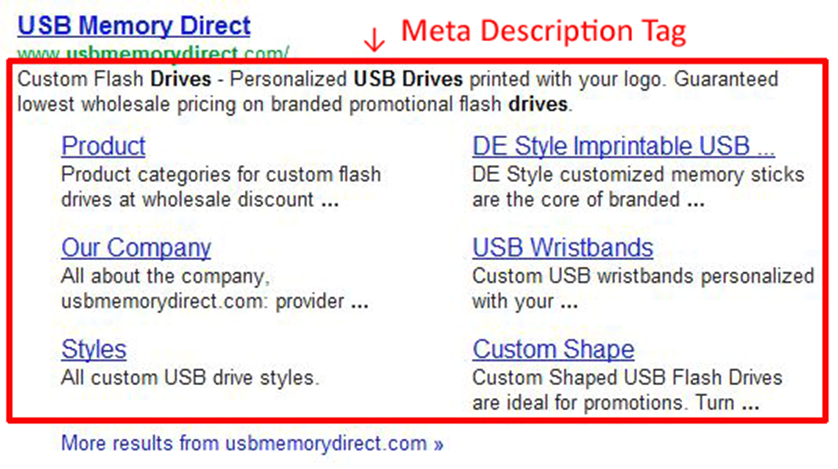 USB Memory Direct
www.usbmemorydirect.com/
↓ Meta Description Tag
Custom Flash Drives - Personalized USB Drives printed with your logo. Guaranteed
lowest wholesale pricing on branded promotional flash drives.
Product
Product categories for custom flash
drives at wholesale discount ...
DE Style Imprintable USB ...
DE Style customized memory sticks
are the core of branded ...
Our Company
All about the company,
usbmemorydirect.com: provider ...
USB Wristbands
Custom USB wristbands personalized
with your ...
Styles
All custom USB drive styles.
Custom Shape
Custom Shaped USB Flash Drives
are ideal for promotions. Turn ...
More results from usbmemorydirect.com »